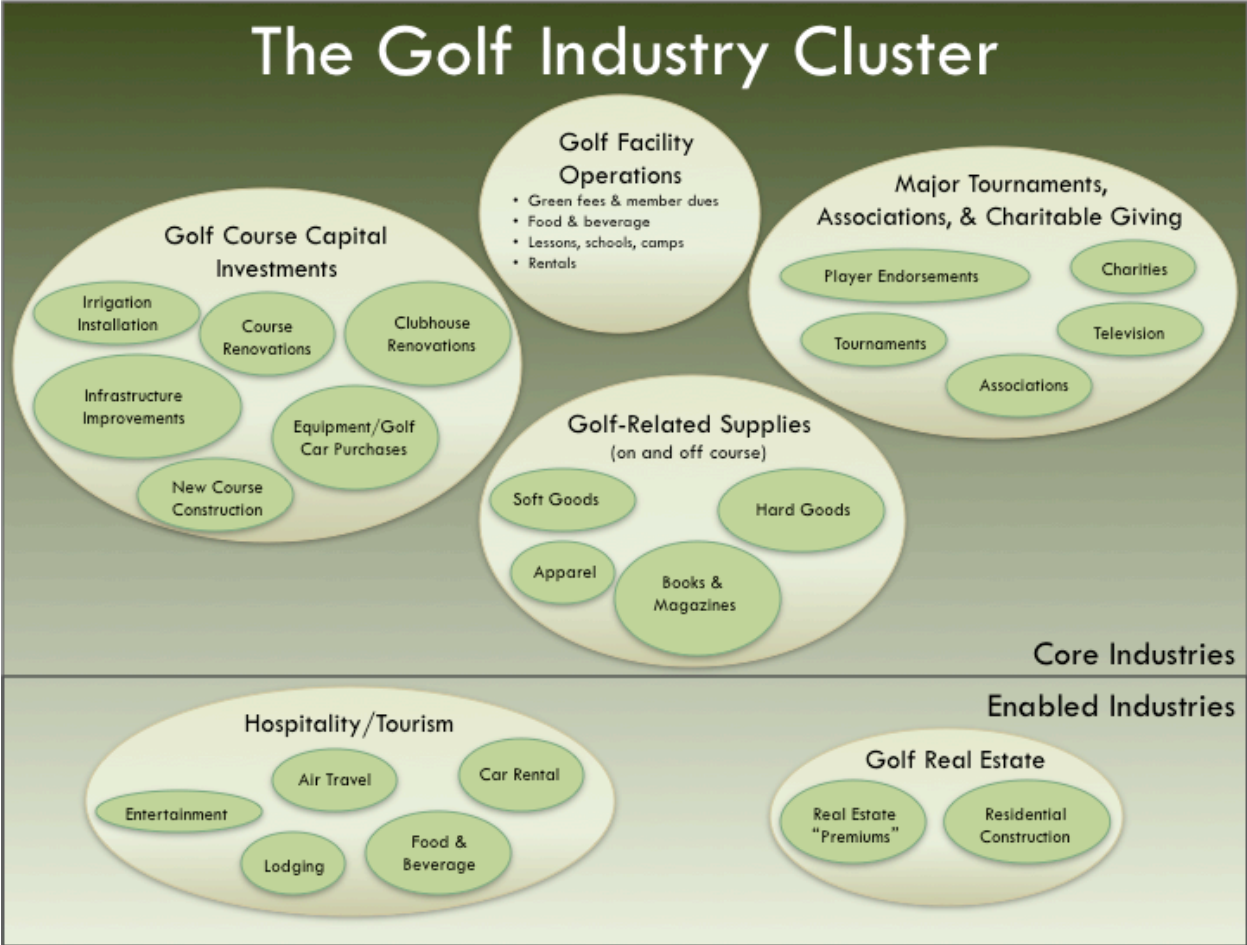 The Golf Industry Cluster
Golf Facility
Operations
• Green fees & member dues
• Food & beverage
• Lessons, schools, camps
• Rentals
Major Tournaments,
Associations, & Charitable Giving
Player Endorsements
Charities
Tournaments
Television
Associations
Golf Course Capital
Investments
Irrigation
Installation
Course
Renovations
Clubhouse
Renovations
Infrastructure
Improvements
Equipment/Golf
Car Purchases
New Course
Construction
Golf-Related Supplies
(on and off course)
Soft Goods
Hard Goods
Apparel
Books &
Magazines
Core Industries
Enabled Industries
Hospitality/Tourism
Air Travel
Car Rental
Entertainment
Lodging
Food &
Beverage
Golf Real Estate
Real Estate
“Premiums”
Residential
Construction